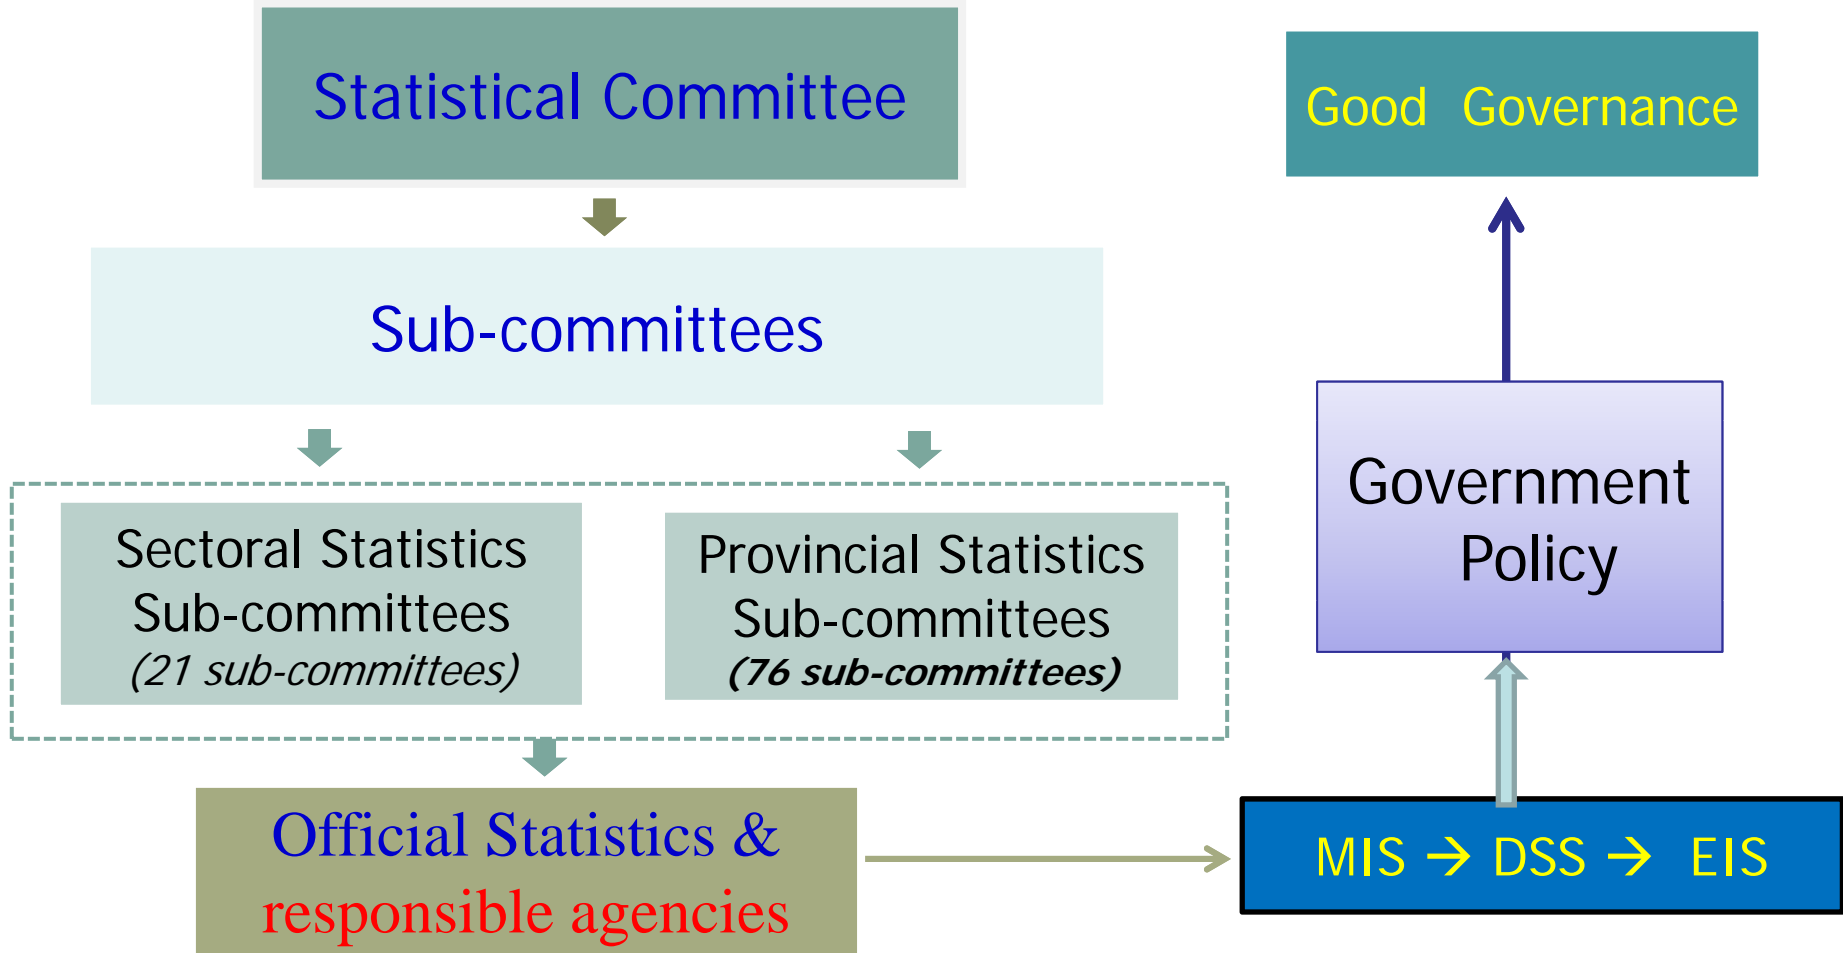 Statistical Committee
Sub-committees
Sectoral Statistics
Sub-committees
(21 sub-committees)
Provincial Statistics
Sub-committees
(76 sub-committees)
Official Statistics &
responsible agencies
Good Governance
Government
Policy
MIS → DSS → EIS